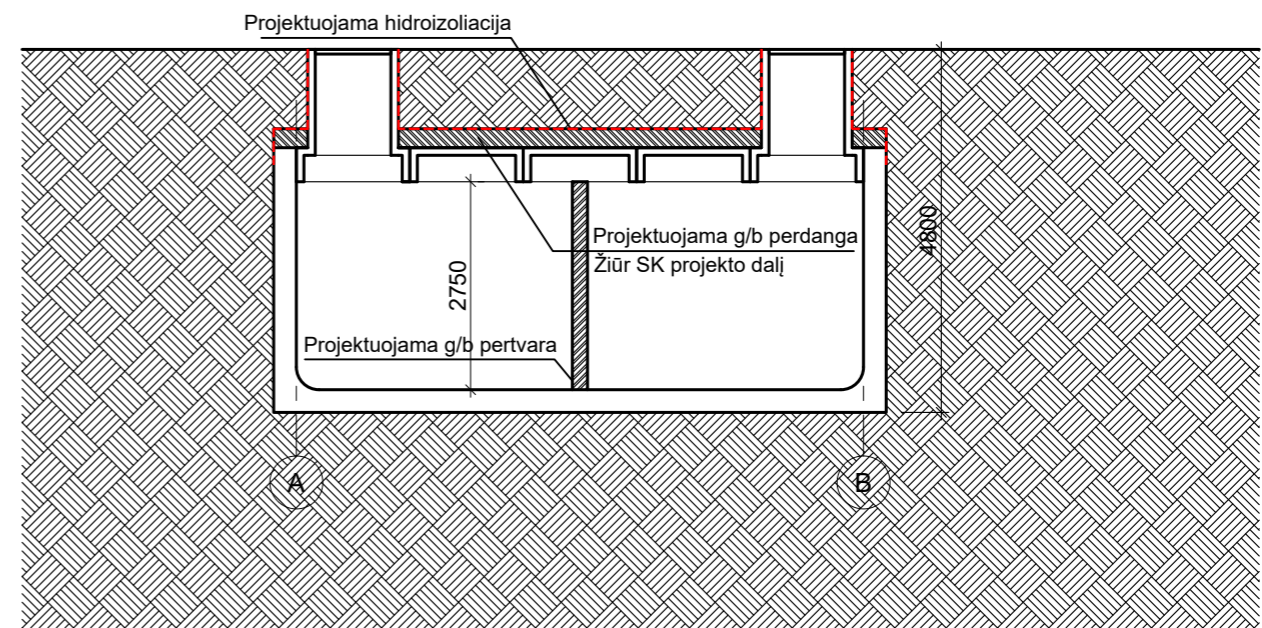 Projektuojama hidroizoliacija
Projektuojama g/b perdanga
Žiūr SK projekto dalį
4800
2750
Projektuojama g/b pertvara
A
B